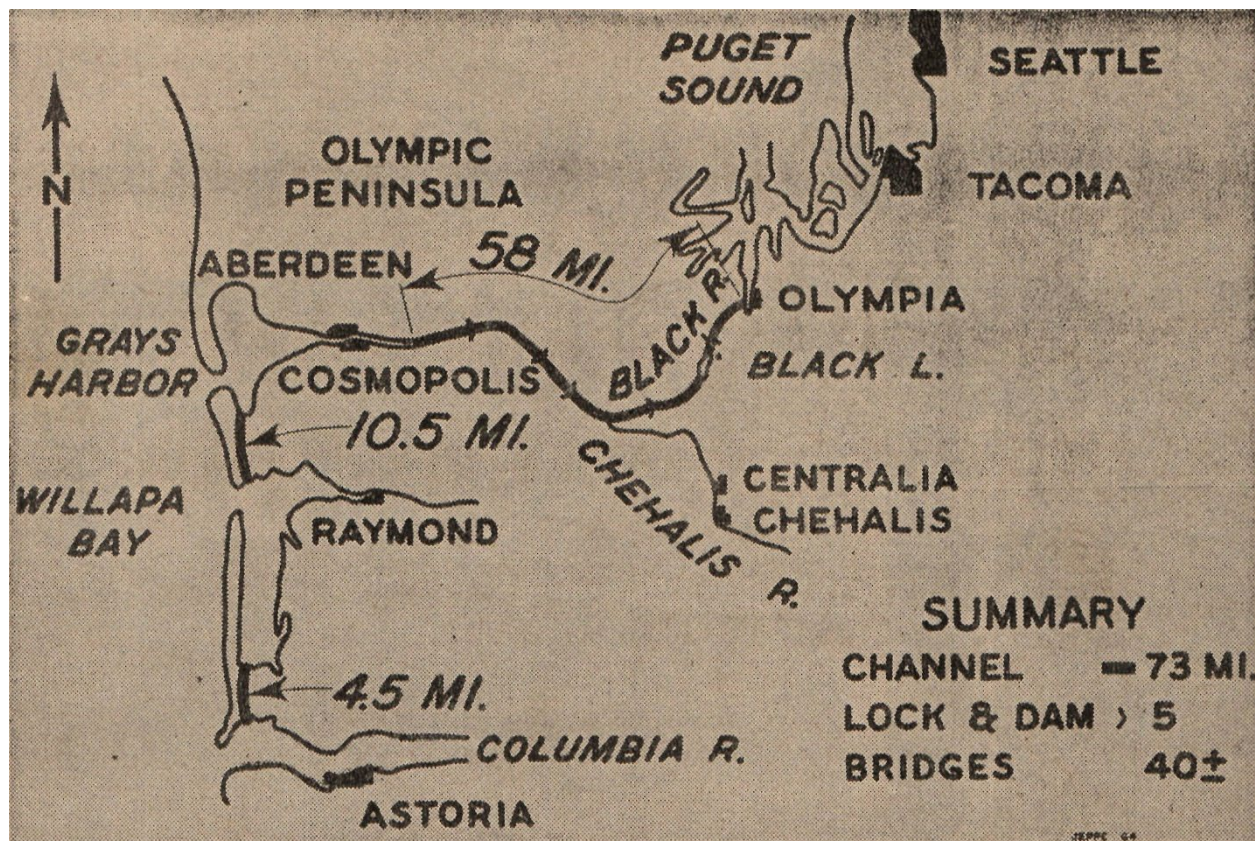 PUGET
SOUND
SEATTLE
N
OLYMPIC
PENINSULA
TACOMA
ABERDEEN
58 MI.
BLACK R.
OLYMPIA
GRAYS
HARBOR
COSMOPOLIS
BLACK L.
10.5 MI.
CHEHALIS R.
WILLAPA
BAY
RAYMOND
CENTRALIA
CHEHALIS
4.5 MI.
COLUMBIA R.
ASTORIA
SUMMARY
CHANNEL 73 MI.
LOCK & DAM > 5
BRIDGES 40±
JEPPE 64